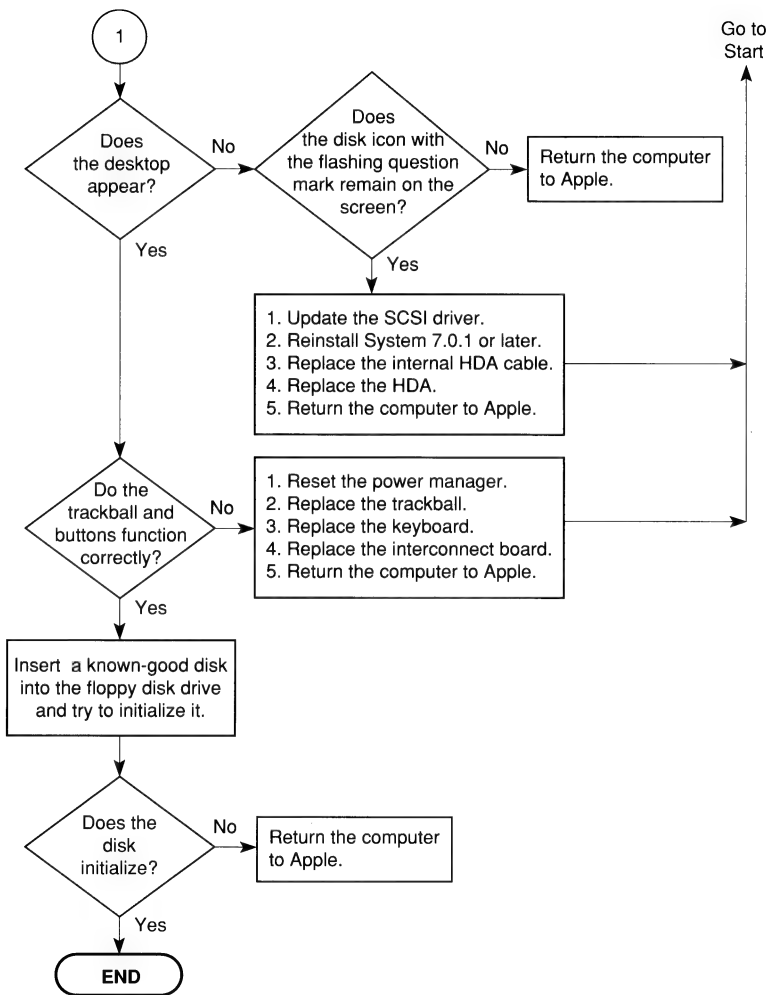 1
Go to
Start
Does
the desktop
appear?
No
Does
the disk icon with
the flashing question
mark remain on the
screen?
No
Return the computer
to Apple.
Yes
Yes
1. Update the SCSI driver.
2. Reinstall System 7.0.1 or later.
3. Replace the internal HDA cable.
4. Replace the HDA.
5. Return the computer to Apple.
Do the
trackball and
buttons function
correctly?
No
1. Reset the power manager.
2. Replace the trackball.
3. Replace the keyboard.
4. Replace the interconnect board.
5. Return the computer to Apple.
Yes
Insert a known-good disk
into the floppy disk drive
and try to initialize it.
Does the
disk
initialize?
No
Return the computer
to Apple.
Yes
END